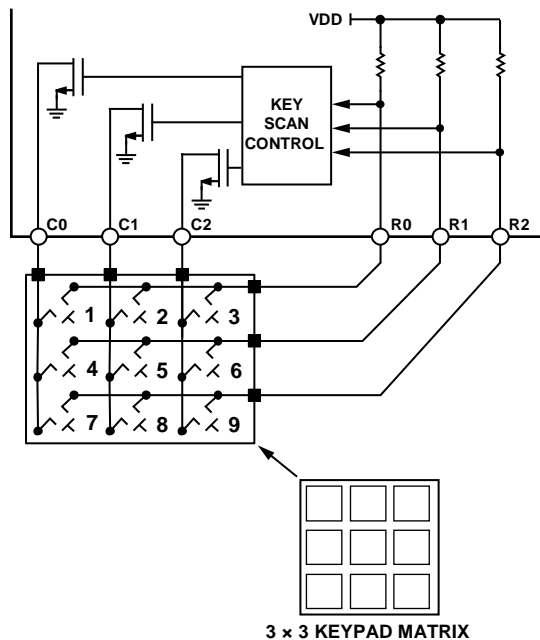 VDD
KEY
SCAN
CONTROL
C0 C1 C2 R0 R1 R2
1 2 3
4 5 6
7 8 9
3 × 3 KEYPAD MATRIX